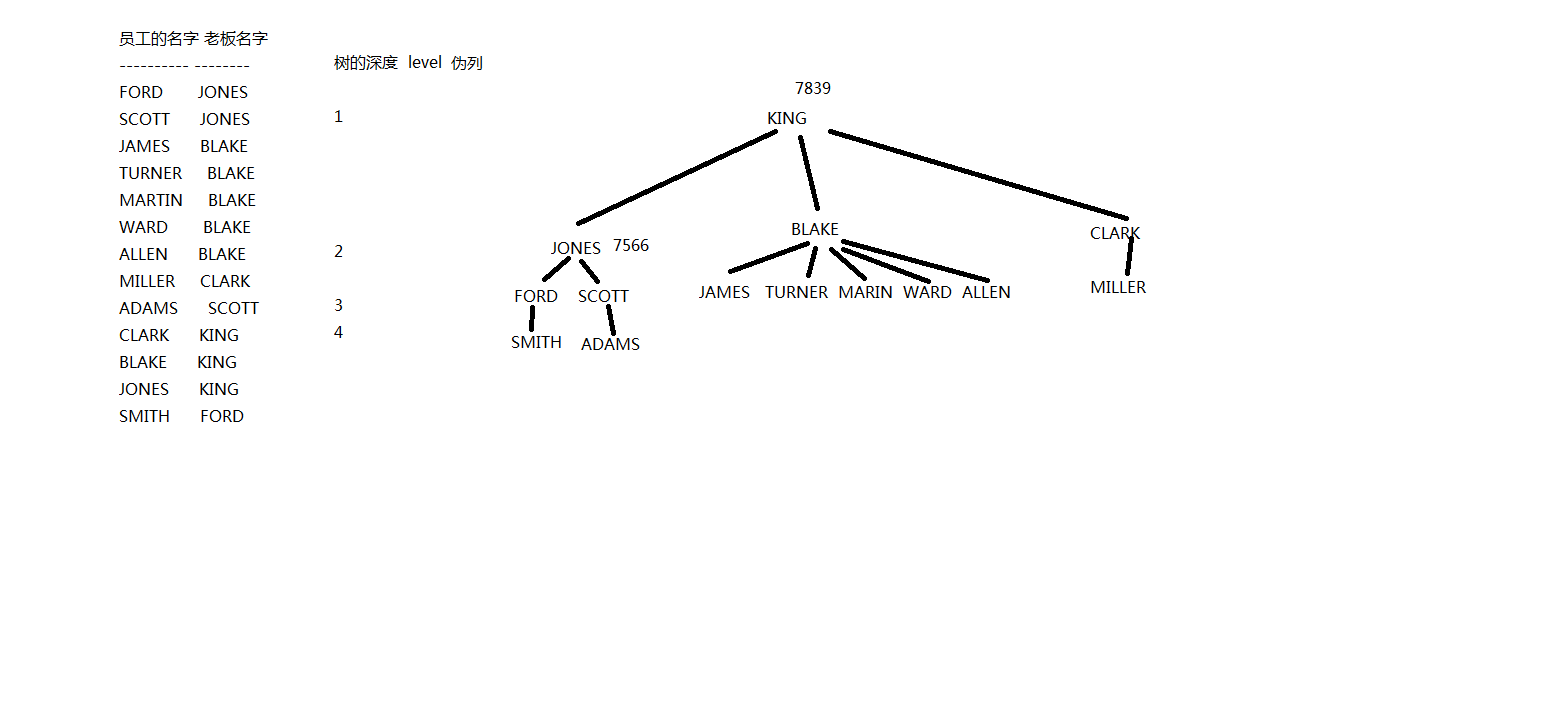 员工的名字 老板名字
---------- --------
FORD JONES
SCOTT JONES
JAMES BLAKE
TURNER BLAKE
MARTIN BLAKE
WARD BLAKE
ALLEN BLAKE
MILLER CLARK
ADAMS SCOTT
CLARK KING
BLAKE KING
JONES KING
SMITH FORD
树的深度 level 伪列
1
2
3
4
7839
KING
JONES 7566
BLAKE
CLARK
FORD SCOTT
JAMES TURNER MARIN WARD ALLEN
MILLER
SMITH ADAMS